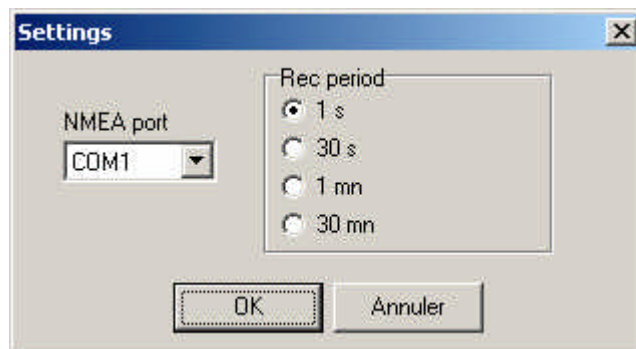 Settings
NMEA port
COM1
Rec period
1 s
30 s
1 mn
30 mn
OK
Annuler